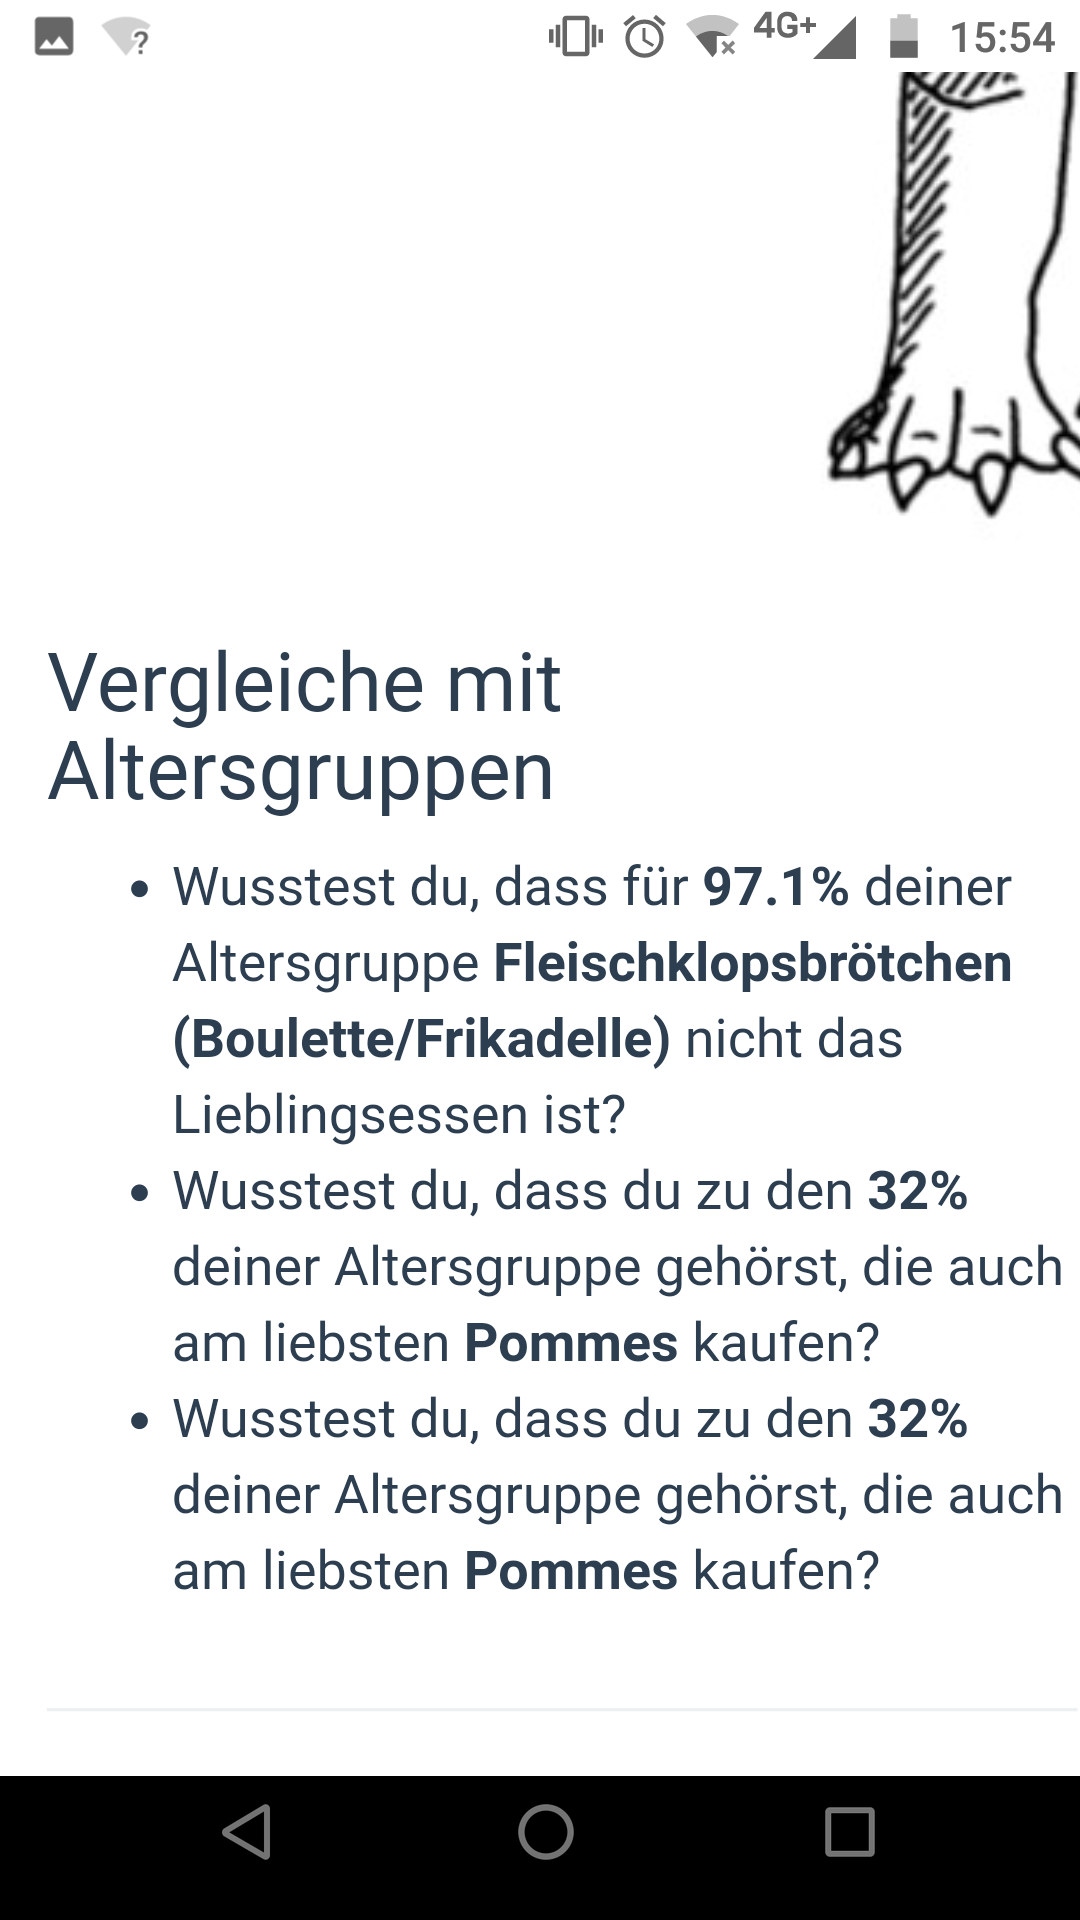 4G+ 15:54
Vergleiche mit
Altersgruppen
• Wusstest du, dass für 97.1% deiner
Altersgruppe Fleischklopsbrötchen
(Boulette/Frikadelle) nicht das
Lieblingsessen ist?
• Wusstest du, dass du zu den 32%
deiner Altersgruppe gehörst, die auch
am liebsten Pommes kaufen?
• Wusstest du, dass du zu den 32%
deiner Altersgruppe gehörst, die auch
am liebsten Pommes kaufen?